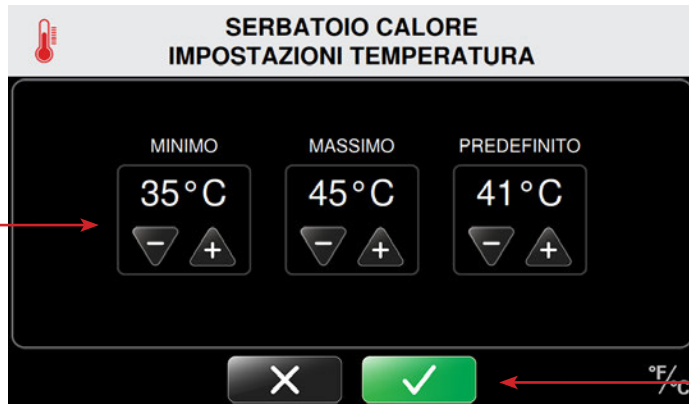 SERBATOIO CALORE
IMPOSTAZIONI TEMPERATURA
MINIMO MASSIMO PREDEFINITO
35°C 45°C 41°C
− + − + − +
°F/°C